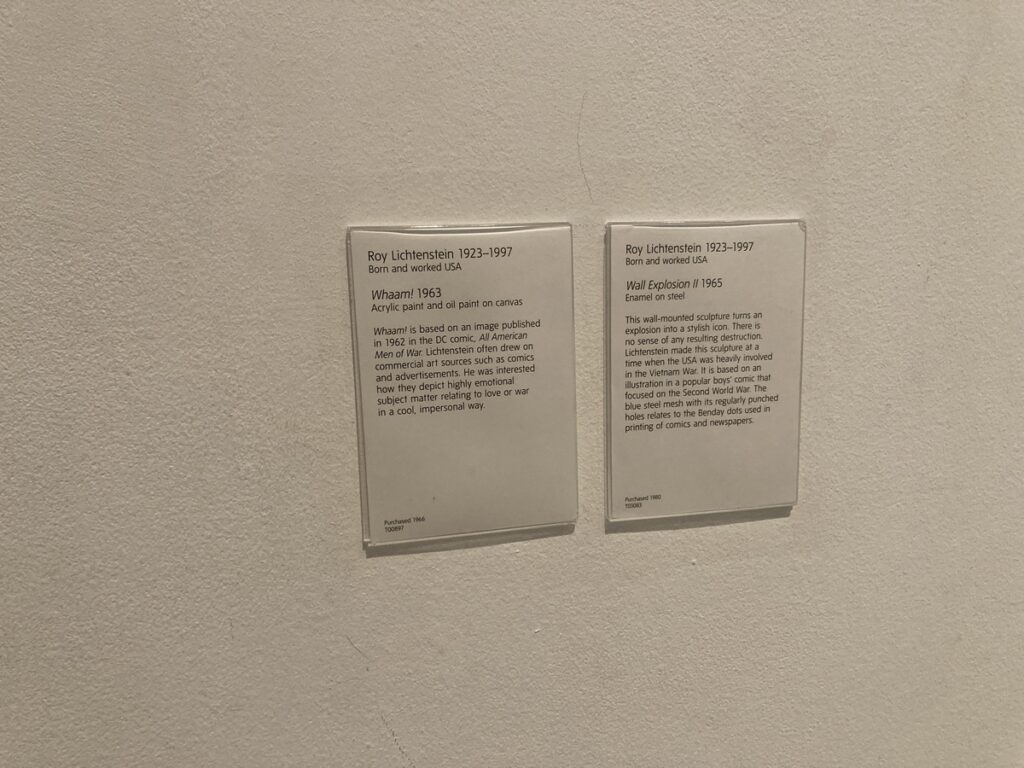 Roy Lichtenstein 1923–1997
Born and worked USA
Whaam! 1963
Acrylic paint and oil paint on canvas
Whaam! is based on an image published
in 1962 in the DC comic, All American
Men of War. Lichtenstein often drew on
commercial art sources such as comics
and advertisements. He was interested
how they depict highly emotional
subject matter relating to love or war
in a cool, impersonal way.
Purchased 1966
T00897
Roy Lichtenstein 1923–1997
Born and worked USA
Wall Explosion II 1965
Enamel on steel
This wall-mounted sculpture turns an
explosion into a stylish icon. There is
no sense of any resulting destruction.
Lichtenstein made this sculpture at a
time when the USA was heavily involved
in the Vietnam War. It is based on an
illustration in a popular boys' comic that
focused on the Second World War. The
blue steel mesh with its regularly punched
holes relates to the Benday dots used in
printing of comics and newspapers.
Purchased 1980
T03083